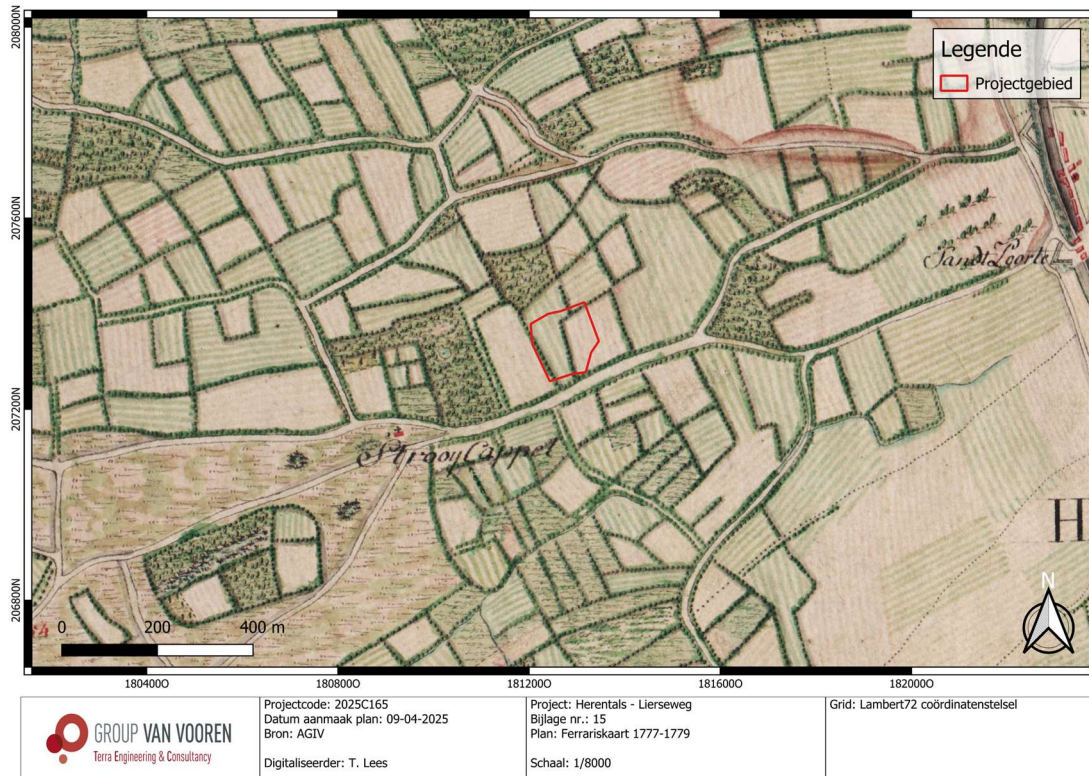 208000N
207600N
207200N
206800N
Legende
Projectgebied
Sandt Poorte
Strooy Cappel
H
N
0 200 400 m
180400O 180800O 181200O 181600O 182000O
GROUP VAN VOOREN
Terra Engineering & Consultancy
Projectcode: 2025C165
Datum aanmaak plan: 09-04-2025
Bron: AGIV
Digitaliseerder: T. Lees
Project: Herentals - Lierseweg
Bijlage nr.: 15
Plan: Ferrariskaart 1777-1779
Schaal: 1/8000
Grid: Lambert72 coördinatenstelsel